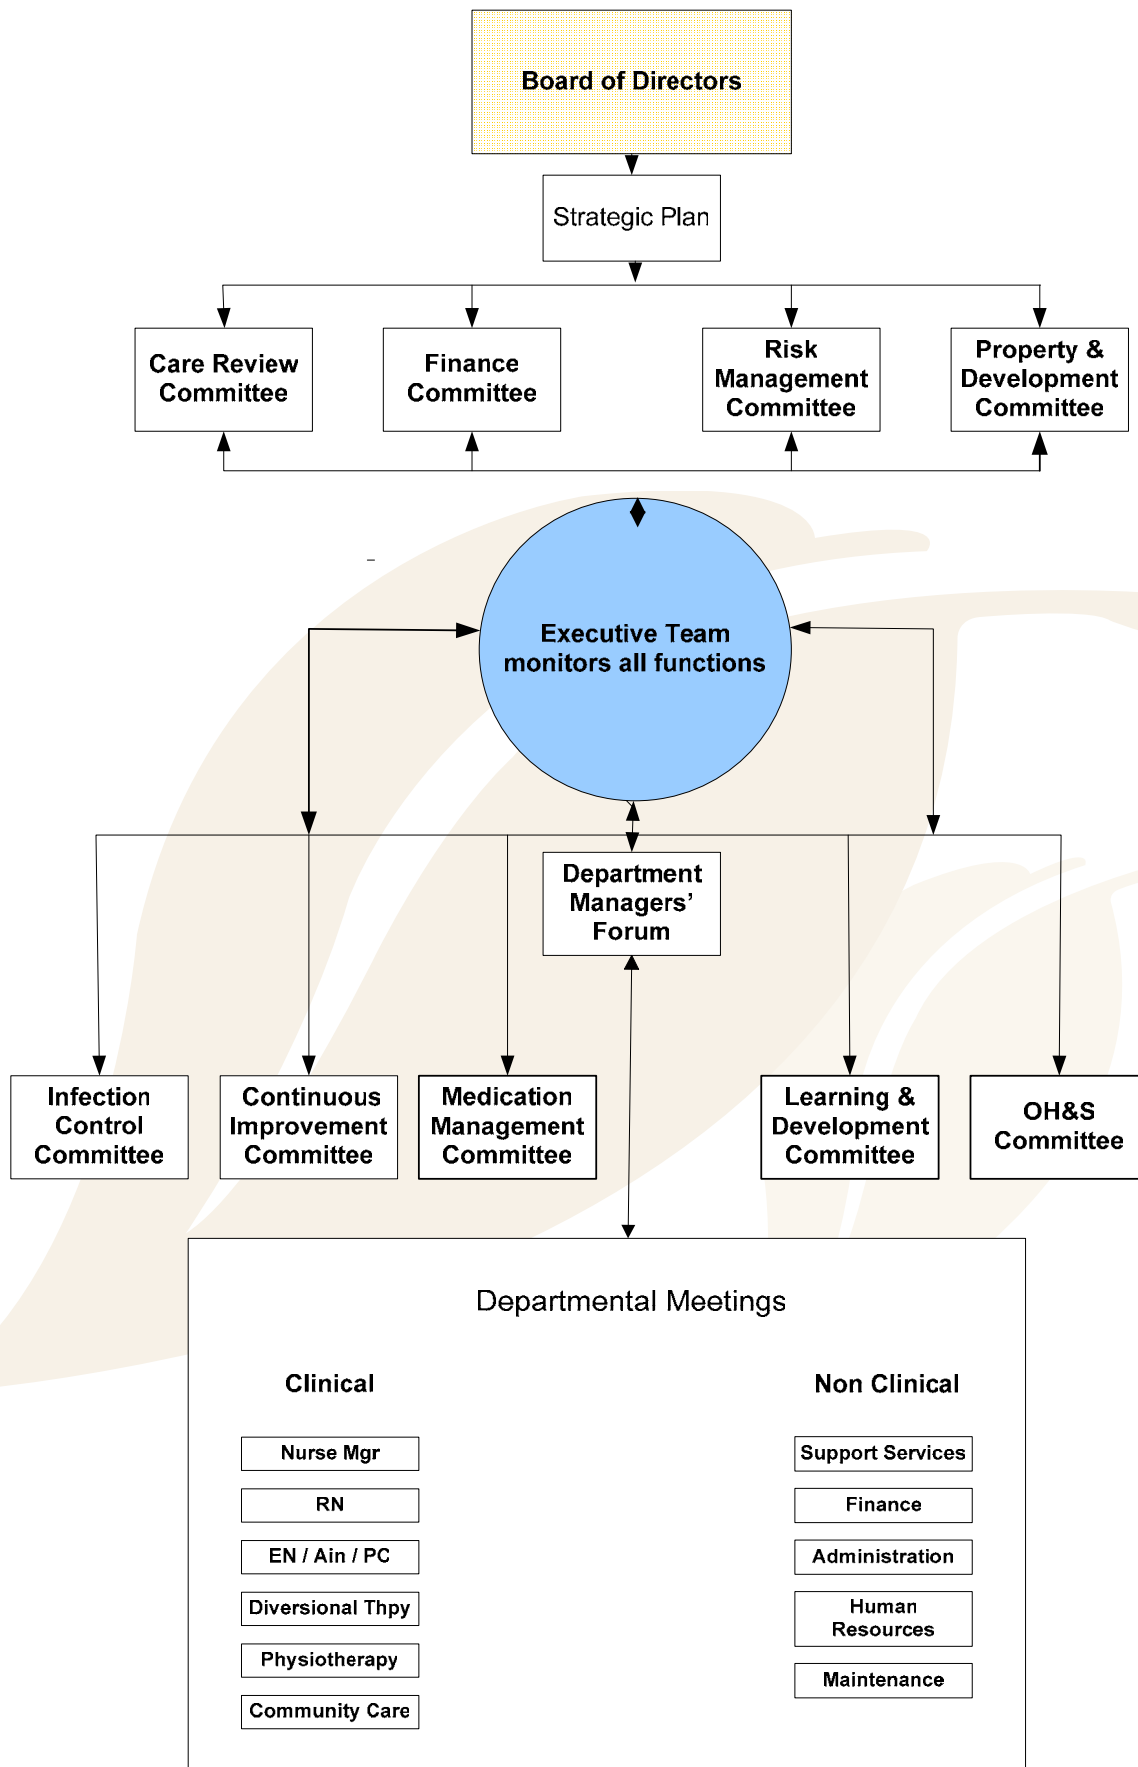 Board of Directors
Strategic Plan
Care Review
Committee
Finance
Committee
Risk
Management
Committee
Property &
Development
Committee
Executive Team
monitors all functions
Department
Managers’
Forum
Infection
Control
Committee
Continuous
Improvement
Committee
Medication
Management
Committee
Learning &
Development
Committee
OH&S
Committee
Departmental Meetings
Clinical
Nurse Mgr
RN
EN / Ain / PC
Diversional Thpy
Physiotherapy
Community Care
Non Clinical
Support Services
Finance
Administration
Human
Resources
Maintenance